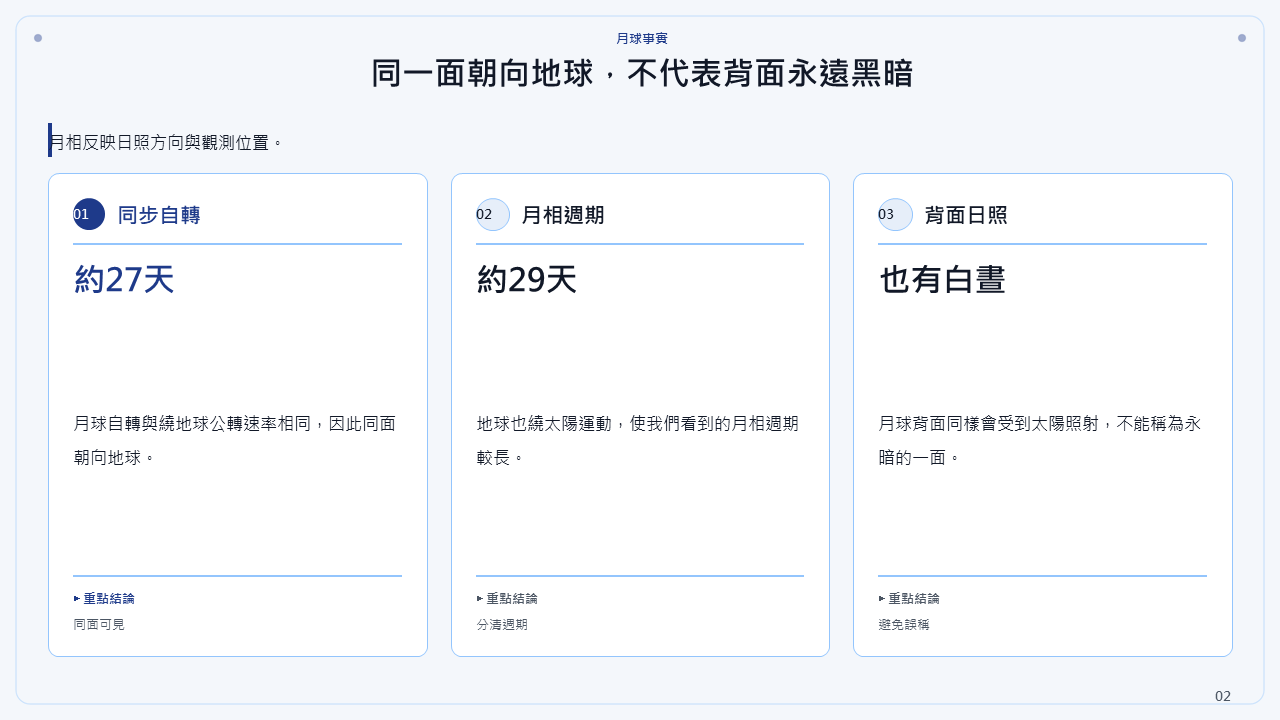 月球事實
同一面朝向地球，不代表背面永遠黑暗
月相反映日照方向與觀測位置。
01 同步自轉
約27天
月球自轉與繞地球公轉速率相同，因此同面
朝向地球。
▸ 重點結論
同面可見
02 月相週期
約29天
地球也繞太陽運動，使我們看到的月相週期
較長。
▸ 重點結論
分清週期
03 背面日照
也有白晝
月球背面同樣會受到太陽照射，不能稱為永
暗的一面。
▸ 重點結論
避免誤稱
02